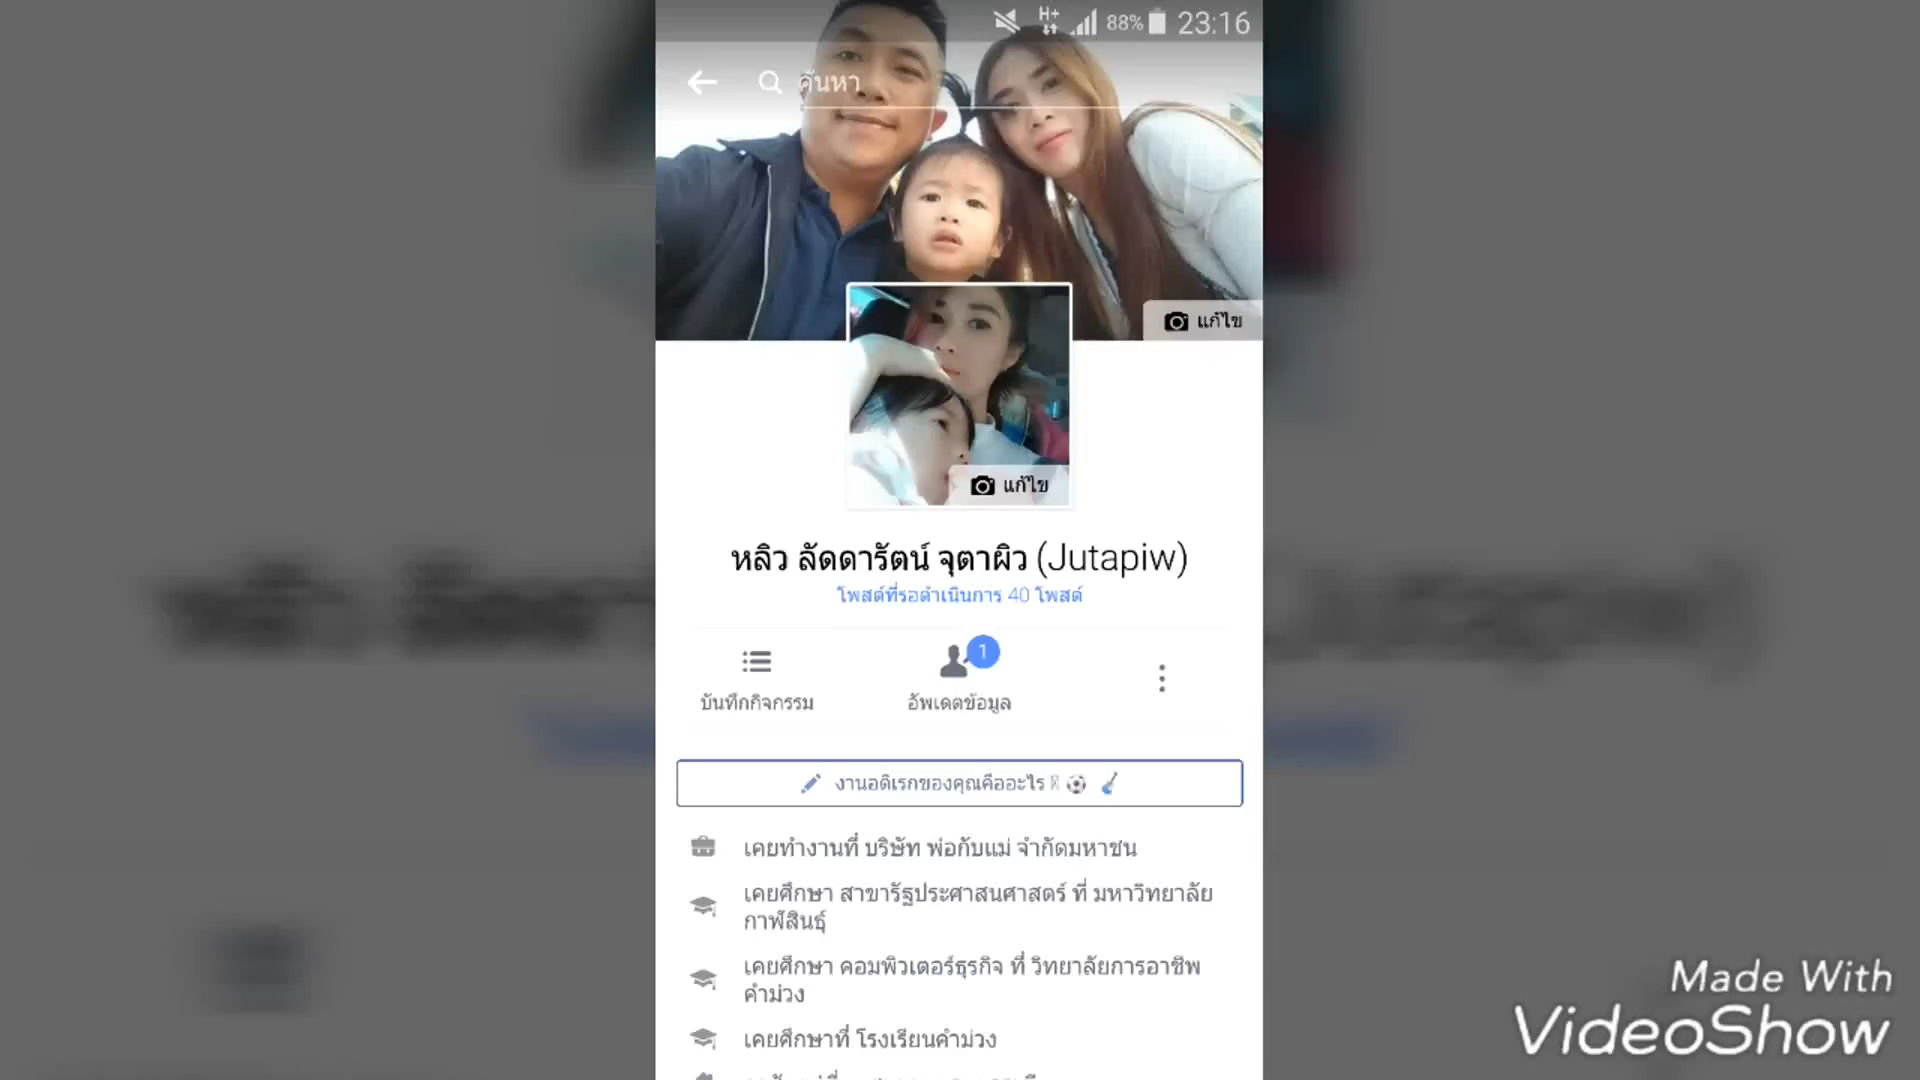 H+ 88% 23:16
ค้นหา
แก้ไข
แก้ไข
หลิว ลัดดารัตน์ จุตาผิว (Jutapiw)
โพสต์ที่รอดำเนินการ 40 โพสต์
1
บันทึกกิจกรรม
อัพเดตข้อมูล
งานอดิเรกของคุณคืออะไร
เคยทำงานที่ บริษัท พ่อกับแม่ จำกัดมหาชน
เคยศึกษา สาขารัฐประศาสนศาสตร์ ที่ มหาวิทยาลัย
กาฬสินธุ์
เคยศึกษา คอมพิวเตอร์ธุรกิจ ที่ วิทยาลัยการอาชีพ
คำม่วง
เคยศึกษาที่ โรงเรียนคำม่วง
Made With
VideoShow